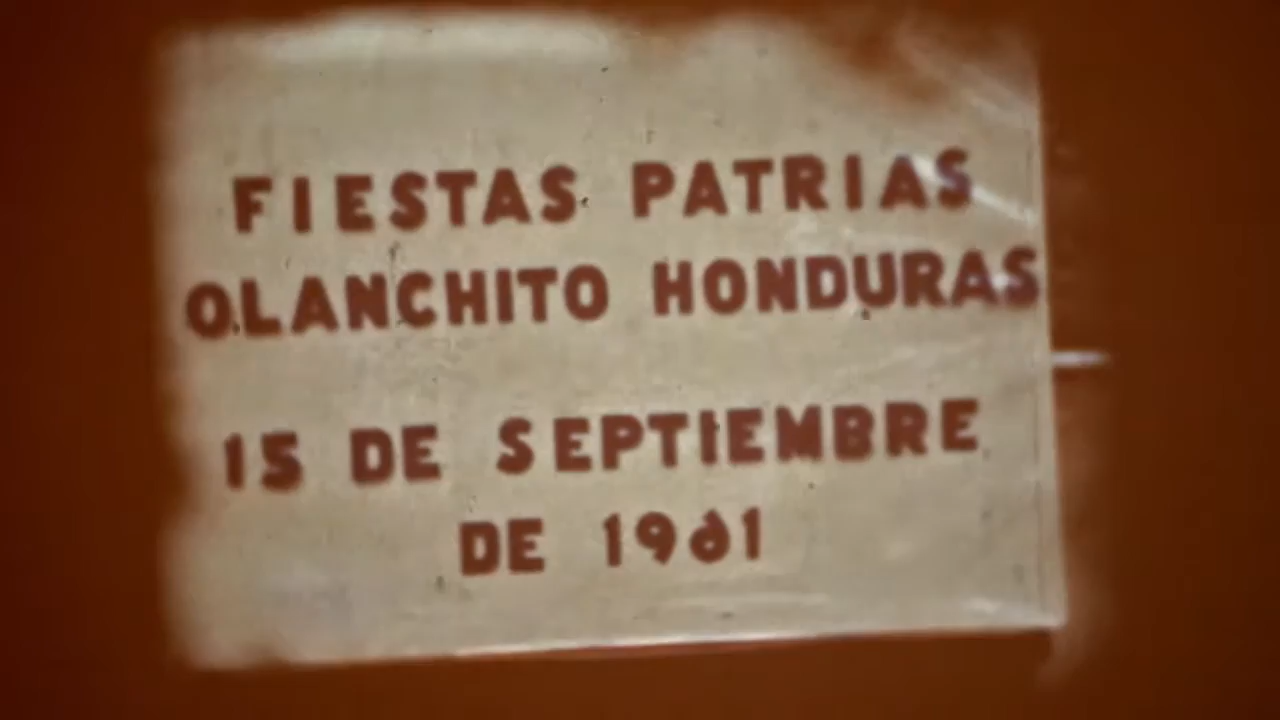 FIESTAS PATRIAS
OLANCHITO HONDURAS
15 DE SEPTIEMBRE
DE 1961